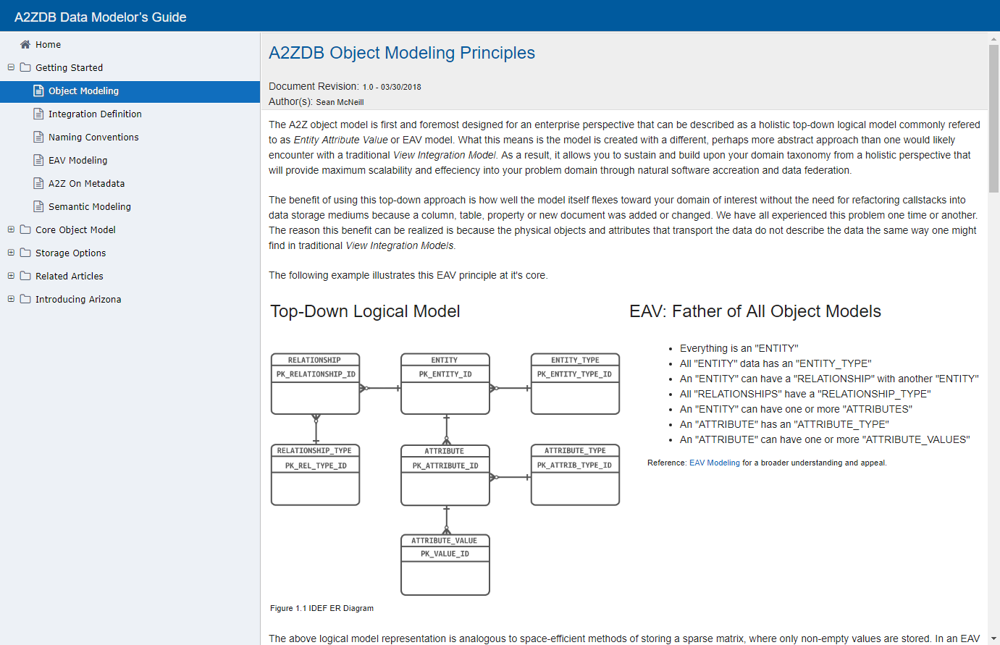 A2ZDB Data Modelor's Guide
Home
Getting Started
Object Modeling
Integration Definition
Naming Conventions
EAV Modeling
A2Z On Metadata
Semantic Modeling
Core Object Model
Storage Options
Related Articles
Introducing Arizona
A2ZDB Object Modeling Principles
Document Revision: 1.0 - 03/30/2018
Author(s): Sean McNeill
The A2Z object model is first and foremost designed for an enterprise perspective that can be described as a holistic top-down logical model commonly refered
to as Entity Attribute Value or EAV model. What this means is the model is created with a different, perhaps more abstract approach than one would likely
encounter with a traditional View Integration Model. As a result, it allows you to sustain and build upon your domain taxonomy from a holistic perspective that
will provide maximum scalability and effeciency into your problem domain through natural software accreation and data federation.
The benefit of using this top-down approach is how well the model itself flexes toward your domain of interest without the need for refactoring callstacks into
data storage mediums because a column, table, property or new document was added or changed. We have all experienced this problem one time or another.
The reason this benefit can be realized is because the physical objects and attributes that transport the data do not describe the data the same way one might
find in traditional View Integration Models.
The following example illustrates this EAV principle at it's core.
Top-Down Logical Model
RELATIONSHIP
PK_RELATIONSHIP_ID
ENTITY
PK_ENTITY_ID
ENTITY_TYPE
PK_ENTITY_TYPE_ID
RELATIONSHIP_TYPE
PK_REL_TYPE_ID
ATTRIBUTE
PK_ATTRIBUTE_ID
ATTRIBUTE_TYPE
PK_ATTRIB_TYPE_ID
ATTRIBUTE_VALUE
PK_VALUE_ID
Figure 1.1 IDEF ER Diagram
EAV: Father of All Object Models
• Everything is an "ENTITY"
• All "ENTITY" data has an "ENTITY_TYPE"
• An "ENTITY" can have a "RELATIONSHIP" with another "ENTITY"
• All "RELATIONSHIPS" have a "RELATIONSHIP_TYPE"
• An "ENTITY" can have one or more "ATTRIBUTES"
• An "ATTRIBUTE" has an "ATTRIBUTE_TYPE"
• An "ATTRIBUTE" can have one or more "ATTRIBUTE_VALUES"
Reference: EAV Modeling for a broader understanding and appeal.
The above logical model representation is analogous to space-efficient methods of storing a sparse matrix, where only non-empty values are stored. In an EAV